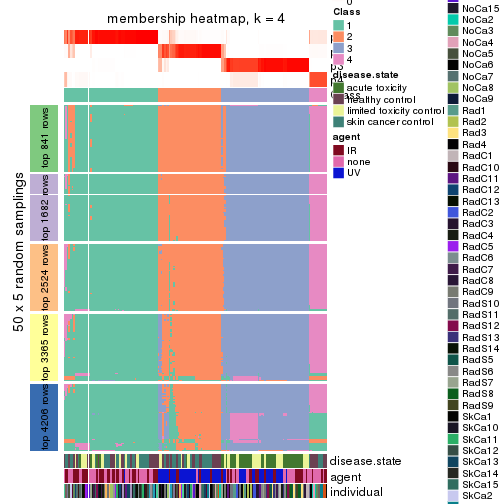 membership heatmap, k = 4
50 x 5 random samplings
top 841 rows
top 1682 rows
top 2524 rows
top 3365 rows
top 4206 rows
p3
disease.state
agent
individual
Class
1
2
3
4
disease.state
acute toxicity
healthy control
limited toxicity control
skin cancer control
agent
IR
none
UV
0
NoCa15
NoCa2
NoCa3
NoCa4
NoCa5
NoCa6
NoCa7
NoCa8
NoCa9
Rad1
Rad2
Rad3
Rad4
RadC1
RadC10
RadC11
RadC12
RadC13
RadC2
RadC3
RadC4
RadC5
RadC6
RadC7
RadC8
RadC9
RadS10
RadS11
RadS12
RadS13
RadS14
RadS5
RadS6
RadS7
RadS8
RadS9
SkCa1
SkCa10
SkCa11
SkCa12
SkCa13
SkCa14
SkCa15
SkCa2